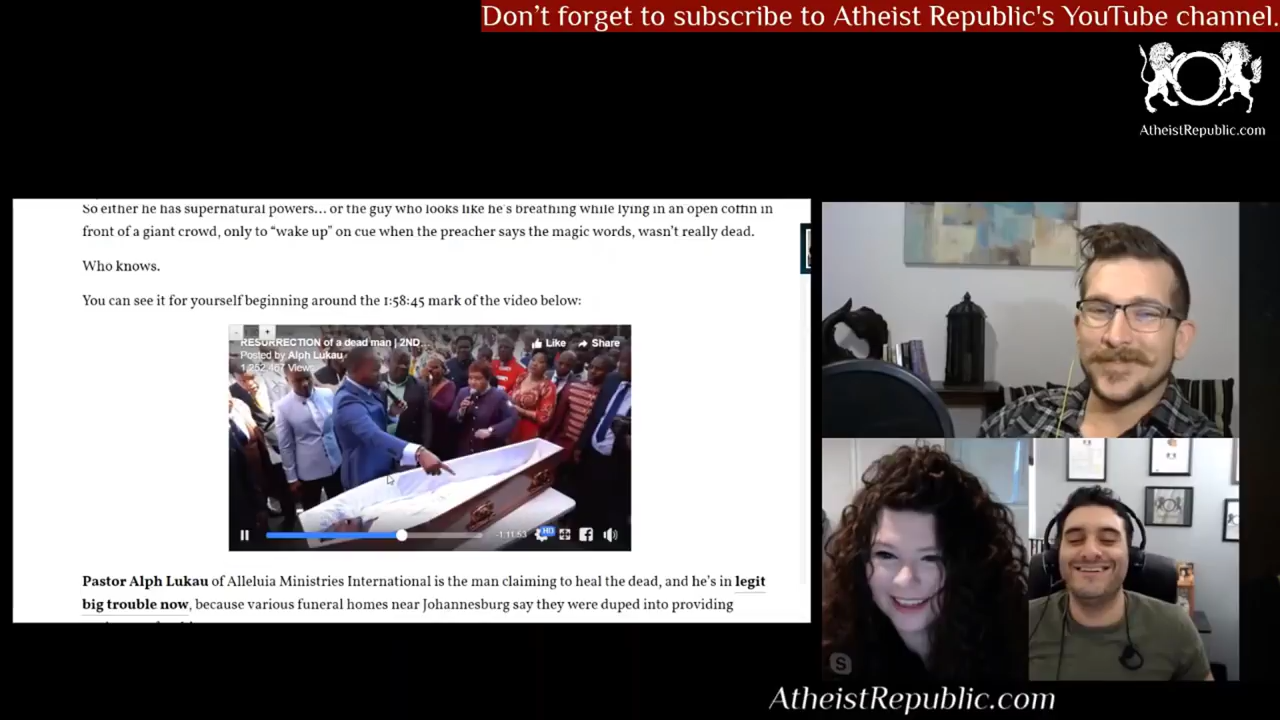 Don't forget to subscribe to Atheist Republic's YouTube channel.
AtheistRepublic.com
So either he has supernatural powers... or the guy who looks like he's breathing while lying in an open coffin in
front of a giant crowd, only to “wake up” on cue when the preacher says the magic words, wasn't really dead.
Who knows.
You can see it for yourself beginning around the 1:58:45 mark of the video below:
- +
RESURRECTION of a dead man | 2ND...
Like Share
Posted by Alph Lukau
Views
-1:11:53
HD
Pastor Alph Lukau of Alleluia Ministries International is the man claiming to heal the dead, and he's in legit
big trouble now, because various funeral homes near Johannesburg say they were duped into providing
AtheistRepublic.com